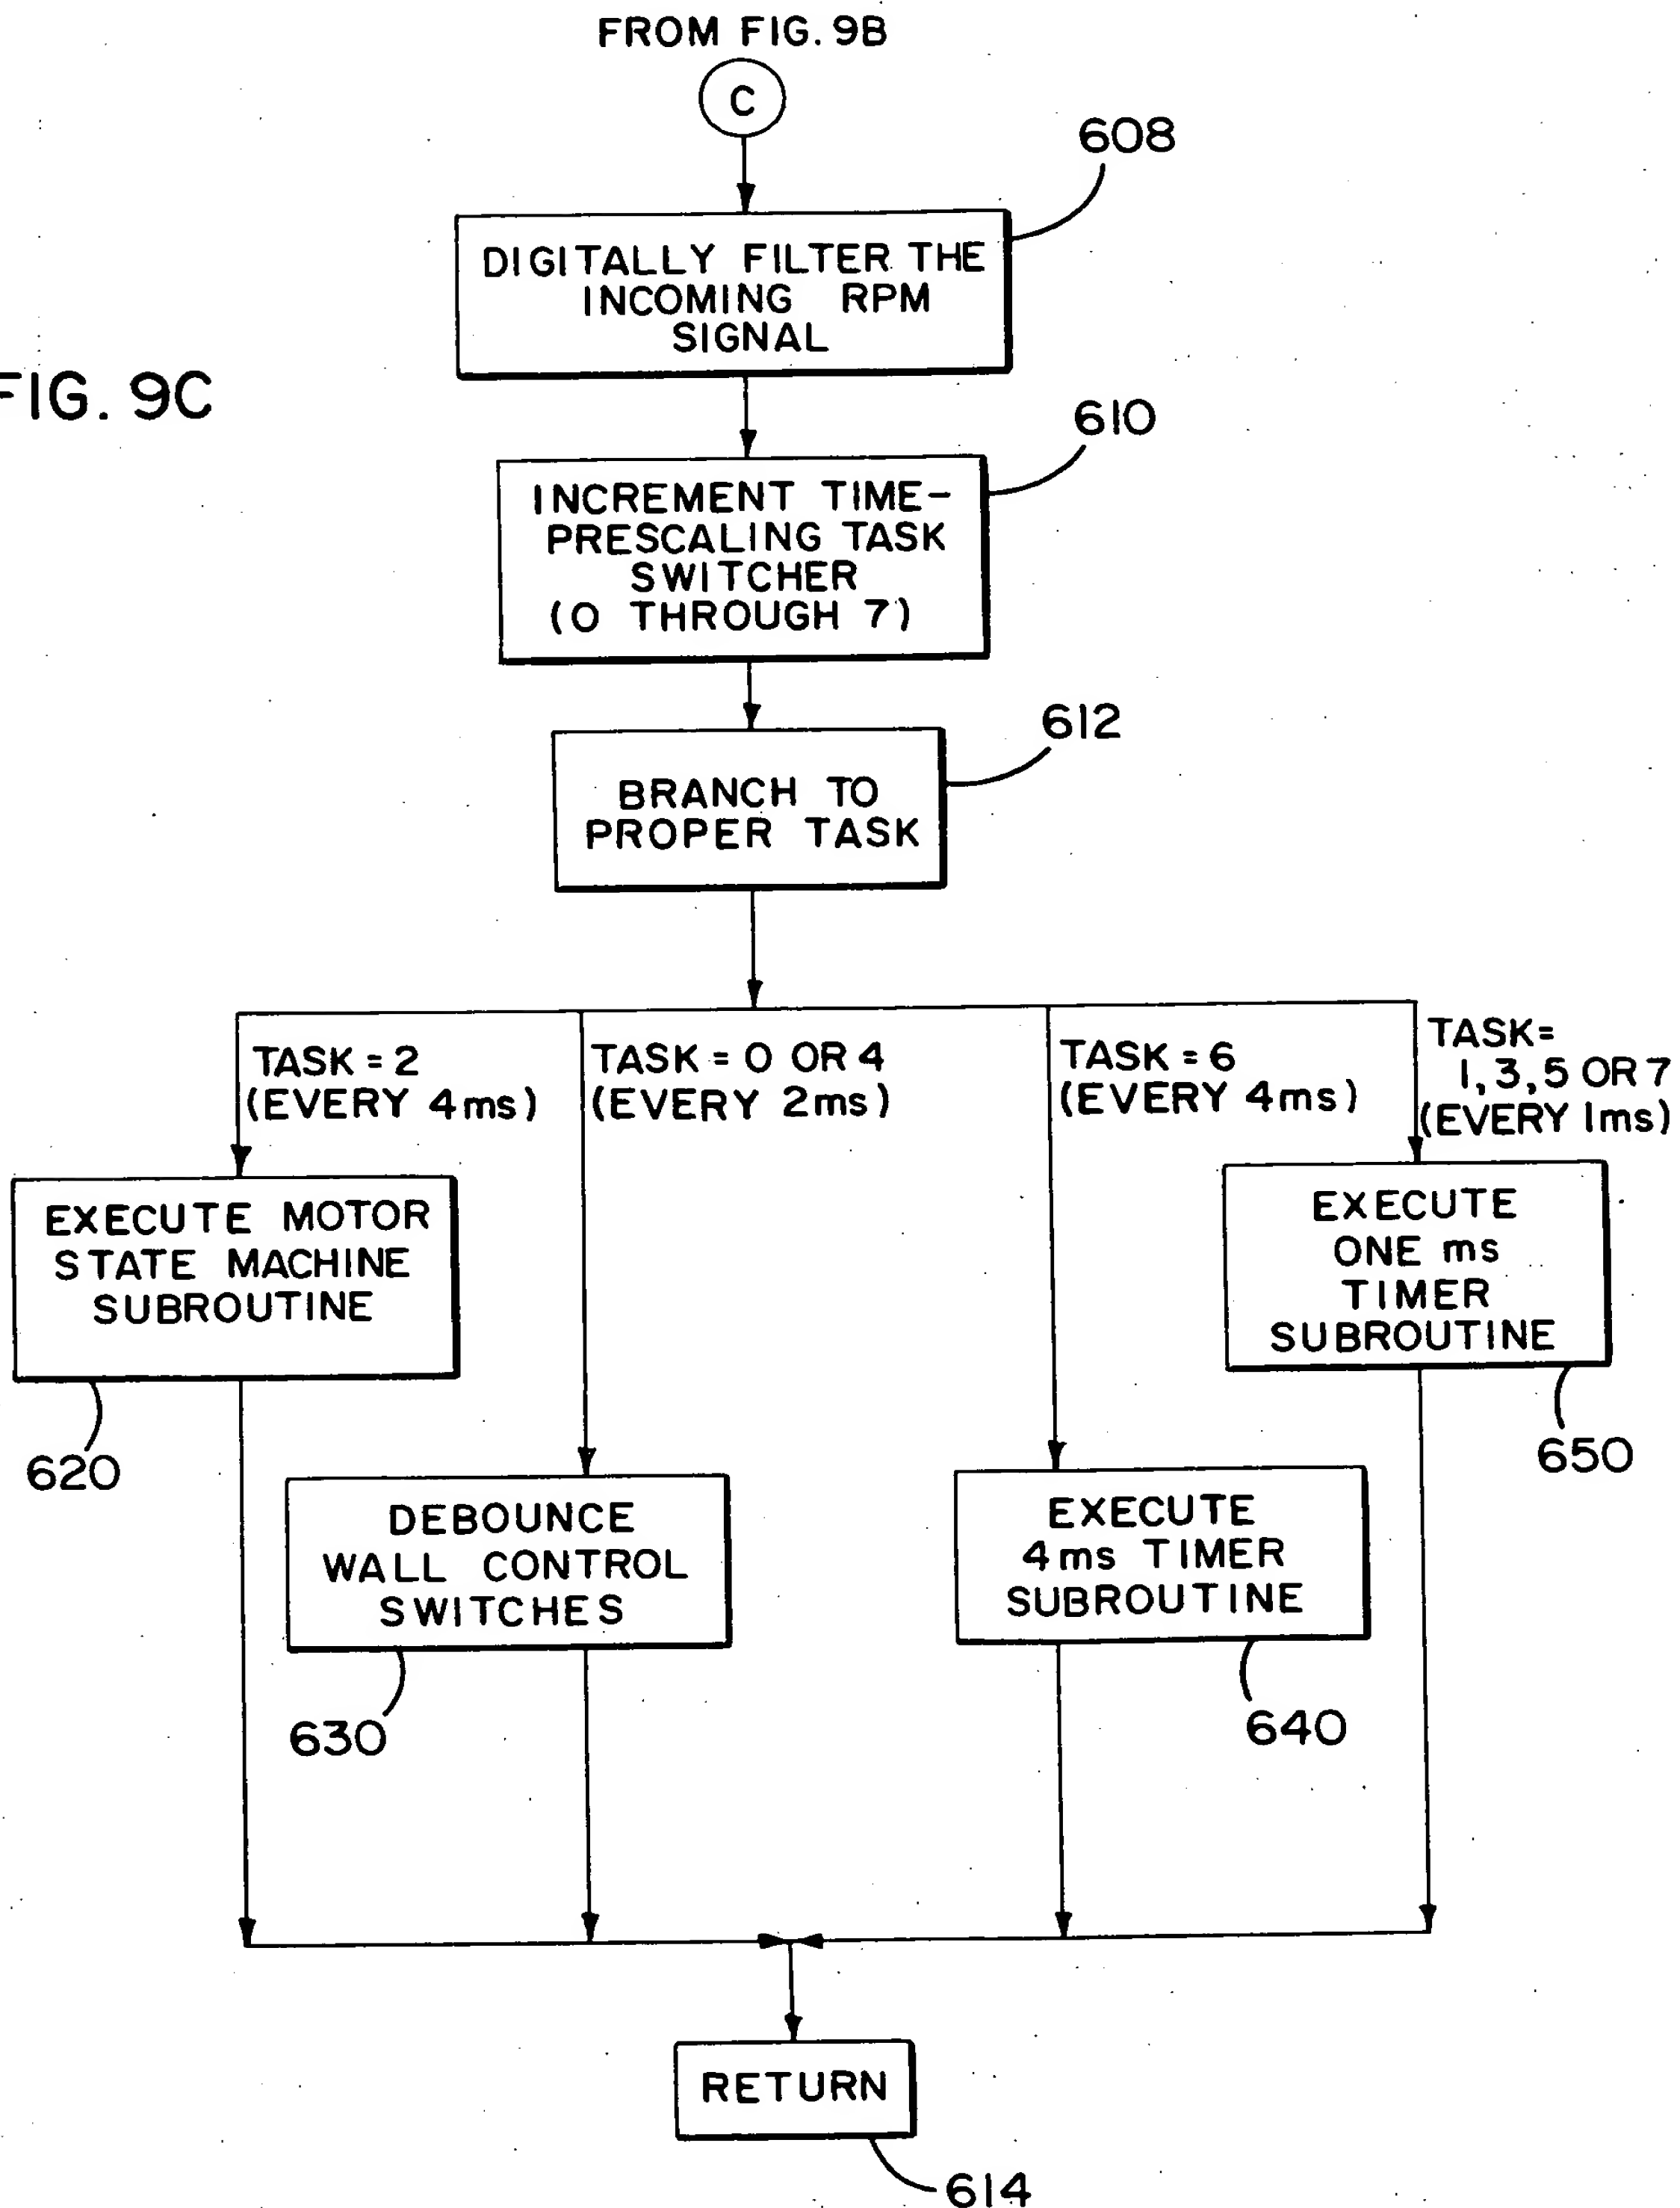 FROM FIG. 9B
C
608
DIGITALLY FILTER THE
INCOMING RPM
SIGNAL
FIG. 9C
610
INCREMENT TIME-
PRESCALING TASK
SWITCHER
(0 THROUGH 7)
612
BRANCH TO
PROPER TASK
TASK = 2
(EVERY 4ms)
TASK = 0 OR 4
(EVERY 2ms)
TASK = 6
(EVERY 4ms)
TASK=
1,3,5 OR 7
(EVERY 1ms)
EXECUTE MOTOR
STATE MACHINE
SUBROUTINE
EXECUTE
ONE ms
TIMER
SUBROUTINE
620
650
DEBOUNCE
WALL CONTROL
SWITCHES
EXECUTE
4ms TIMER
SUBROUTINE
630
640
RETURN
614